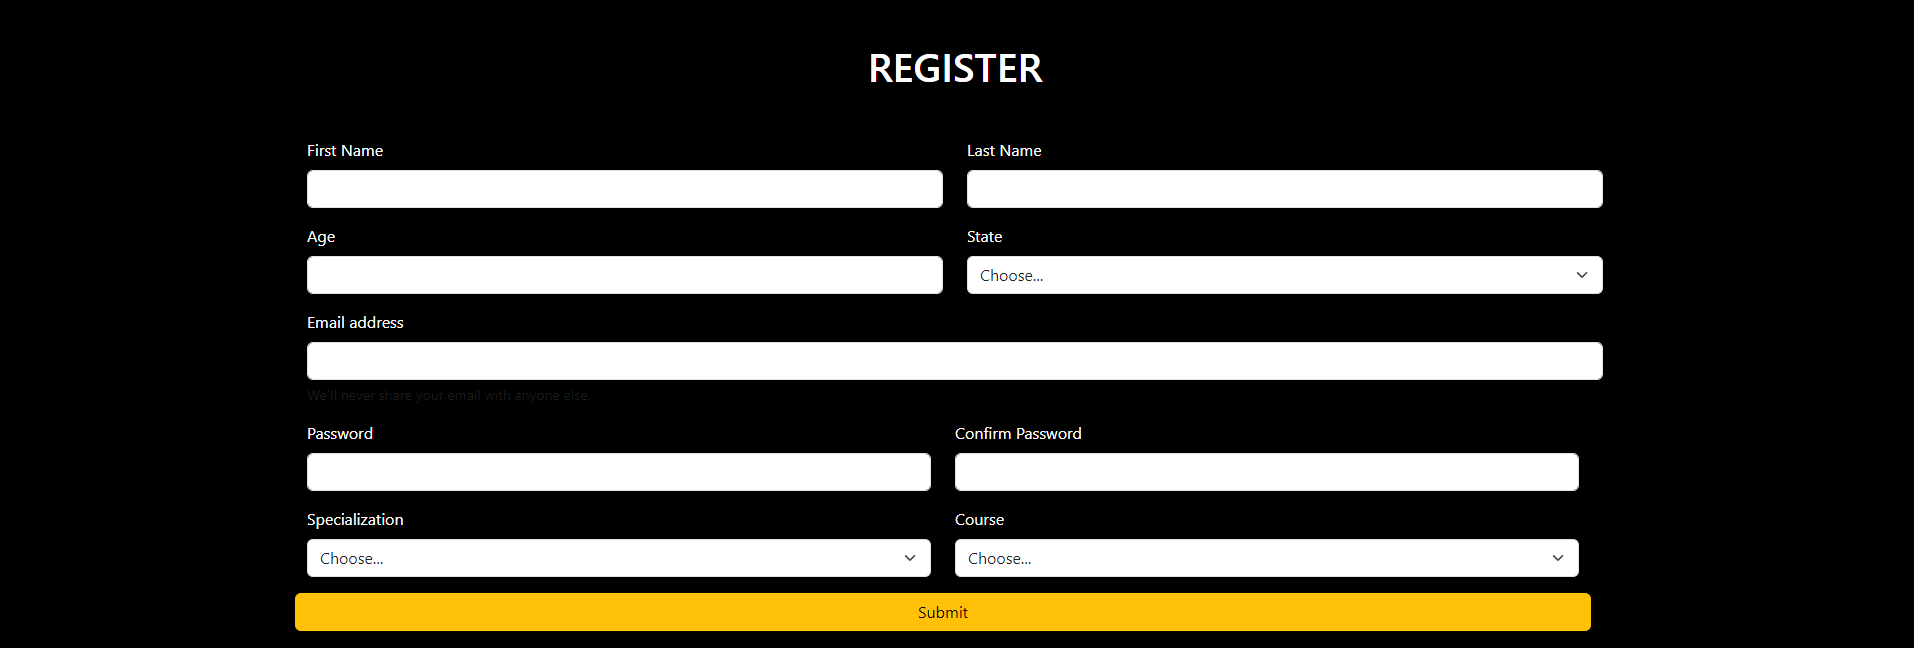 REGISTER
First Name
Last Name
Age
State
Choose...
Email address
We'll never share your email with anyone else.
Password
Confirm Password
Specialization
Course
Choose...
Choose...
Submit